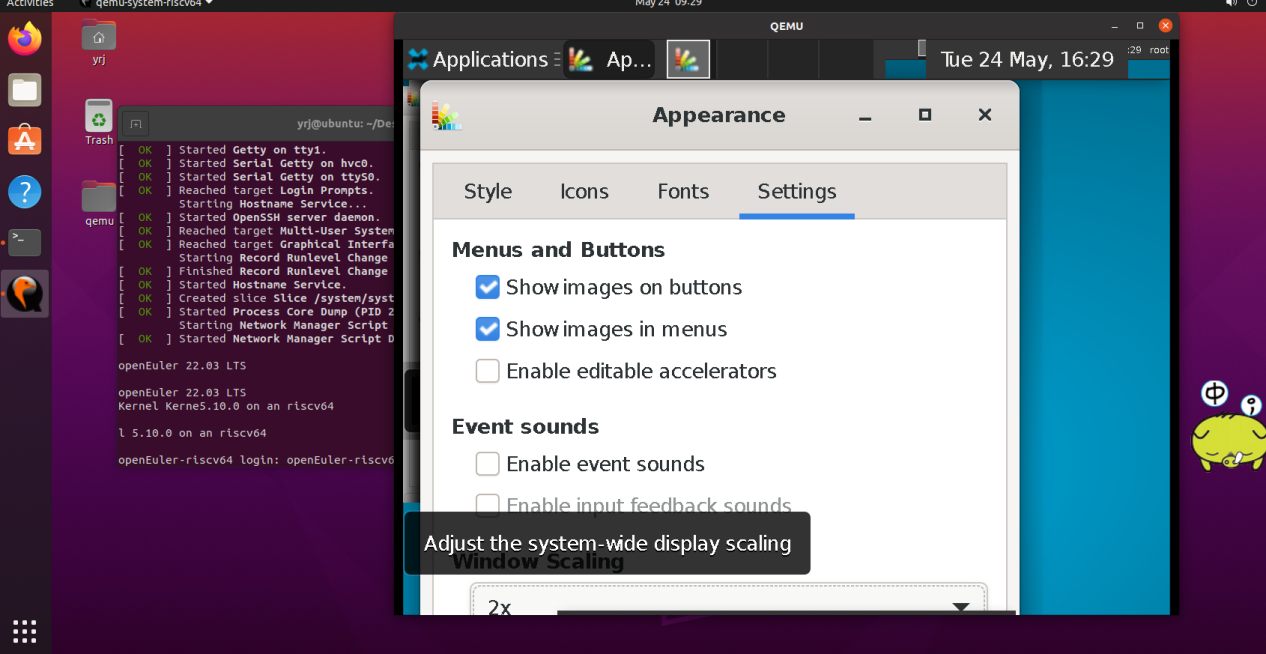 Activities
qemu-system-riscv64
May 24 09:29
yrj
Trash
qemu
yrj@ubuntu: ~/De
[ OK ] Started Getty on tty1.
[ OK ] Started Serial Getty on hvc0.
[ OK ] Started Serial Getty on ttyS0.
[ OK ] Reached target Login Prompts.
Starting Hostname Service...
[ OK ] Started OpenSSH server daemon.
[ OK ] Reached target Multi-User System
[ OK ] Reached target Graphical Interfa
Starting Record Runlevel Change
[ OK ] Finished Record Runlevel Change
[ OK ] Started Hostname Service.
[ OK ] Created slice Slice /system/syst
[ OK ] Started Process Core Dump (PID 2
Starting Network Manager Script
[ OK ] Started Network Manager Script D
openEuler 22.03 LTS
openEuler 22.03 LTS
Kernel Kerne5.10.0 on an riscv64
l 5.10.0 on an riscv64
openEuler-riscv64 login: openEuler-riscv6
QEMU
Applications
Ap...
Tue 24 May, 16:29
:29 root
Appearance
Style
Icons
Fonts
Settings
Menus and Buttons
Show images on buttons
Show images in menus
Enable editable accelerators
Event sounds
Enable event sounds
Enable input feedback sounds
Adjust the system-wide display scaling
Window Scaling
2x
中
;